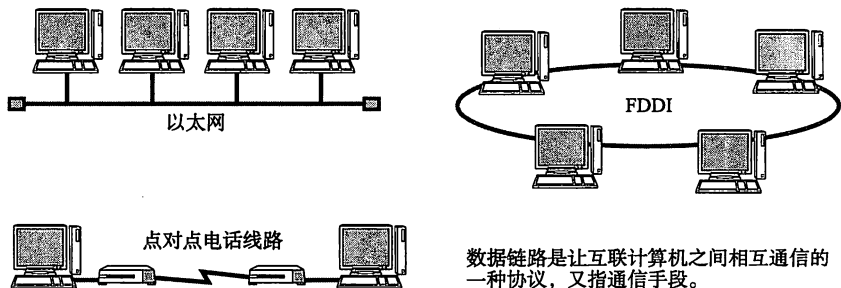 以太网
FDDI
点对点电话线路
数据链路是让互联计算机之间相互通信的
一种协议，又指通信手段。